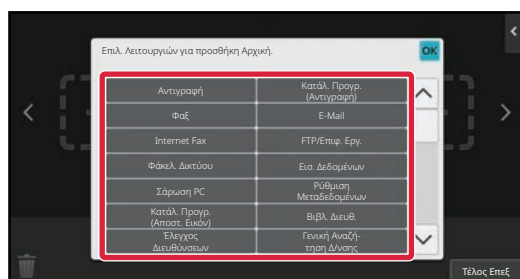 Επιλ. Λειτουργιών για προσθήκη Αρχική.
OK
Αντιγραφή
Κατάλ. Προγρ.
(Αντιγραφή)
Φαξ
E-Mail
Internet Fax
FTP/Επιφ. Εργ.
Φάκελ. Δικτύου
Εισ. Δεδομένων
Σάρωση PC
Ρύθμιση
Μεταδεδομένων
Κατάλ. Προγρ.
(Αποστ. Εικόν)
Βιβλ. Διευθ.
Έλεγχος
Διευθύνσεων
Γενική Αναζή-
τηση Δ/νσης
Τέλος Επεξ